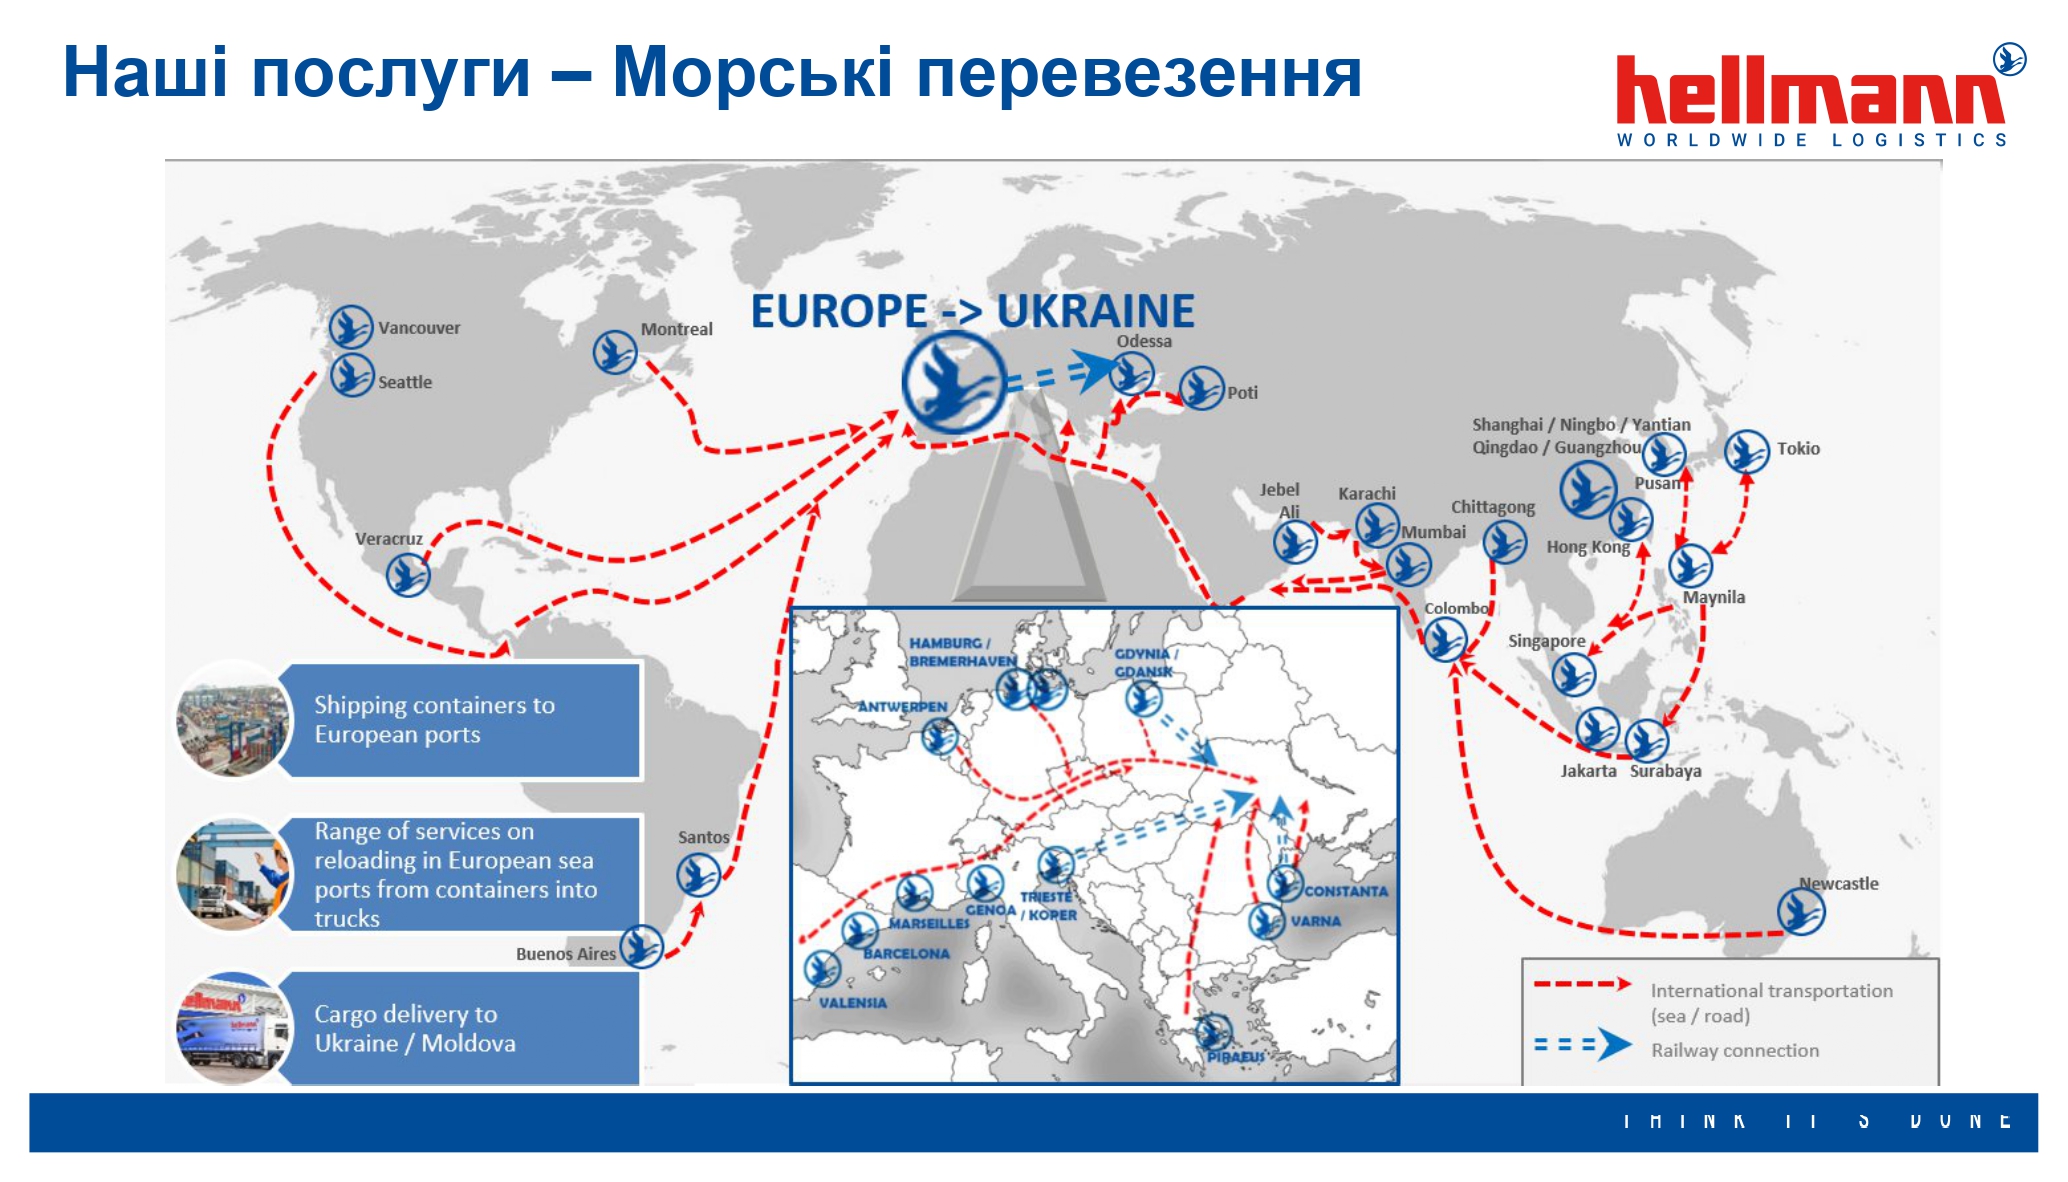 Наші послуги – Морські перевезення
hellmann
WORLDWIDE LOGISTICS
EUROPE -> UKRAINE
Vancouver
Seattle
Montreal
Odessa
Poti
Veracruz
Shanghai / Ningbo / Yantian
Qingdao / Guangzhou
Pusan
Tokio
Jebel
Ali
Karachi
Mumbai
Chittagong
Hong Kong
Maynila
Colombo
Singapore
Jakarta
Surabaya
Newcastle
Santos
Buenos Aires
Shipping containers to
European ports
Range of services on
reloading in European sea
ports from containers into
trucks
Cargo delivery to
Ukraine / Moldova
HAMBURG /
BREMERHAVEN
GDYNIA /
GDANSK
ANTWERPEN
TRIESTE
/ KOPER
GENOA
MARSEILLES
BARCELONA
VALENSIA
CONSTANTA
VARNA
PIRAEUS
International transportation
(sea / road)
Railway connection
THINK IT IS DONE